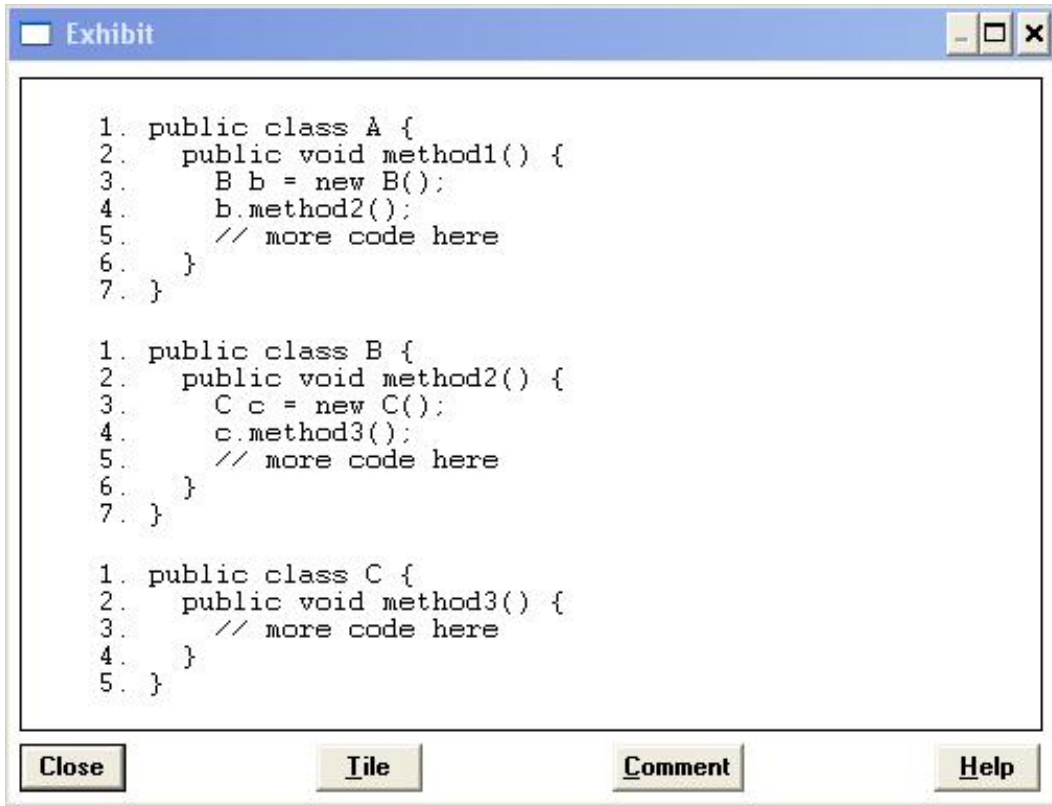 Exhibit
1. public class A {
2.   public void method1() {
3.     B b = new B();
4.     b.method2();
5.     // more code here
6.   }
7. }
1. public class B {
2.   public void method2() {
3.     C c = new C();
4.     c.method3();
5.     // more code here
6.   }
7. }
1. public class C {
2.   public void method3() {
3.     // more code here
4.   }
5. }
Close Tile Comment Help